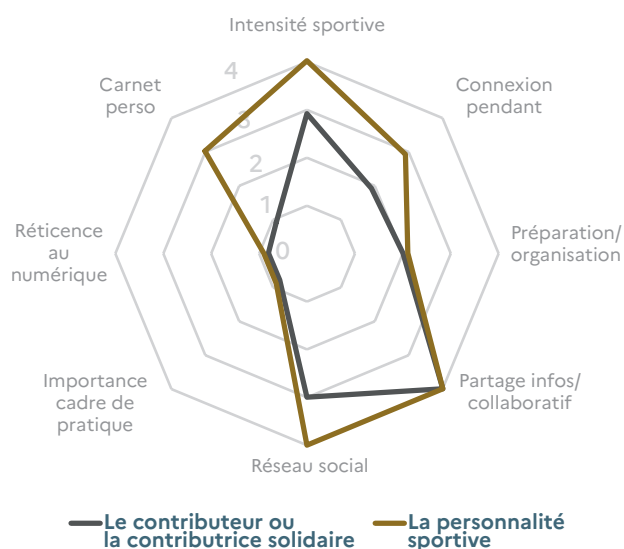 Intensité sportive
4
Carnet
perso
Connexion
pendant
3
2
1
Réticence
au
numérique
0
Préparation/
organisation
Importance
cadre de
pratique
Partage infos/
collaboratif
Réseau social
Le contributeur ou
la contributrice solidaire
La personnalité
sportive